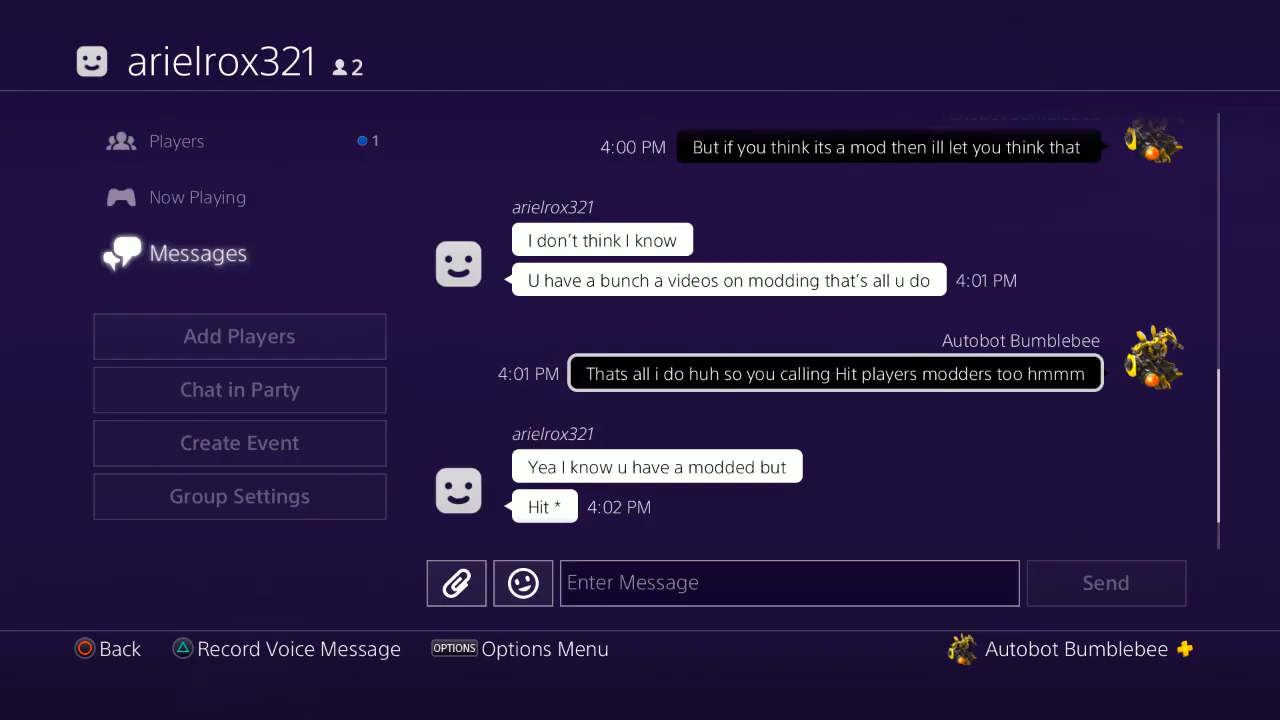 arielrox321 2
Players 1
Now Playing
Messages
Add Players
Chat in Party
Create Event
Group Settings
Autobot Bumblebee
4:00 PM But if you think its a mod then ill let you think that
arielrox321
I don't think I know
U have a bunch a videos on modding that's all u do 4:01 PM
Autobot Bumblebee
4:01 PM Thats all i do huh so you calling Hit players modders too hmmm
arielrox321
Yea I know u have a modded but
Hit * 4:02 PM
Enter Message
Send
Back
Record Voice Message
OPTIONS Options Menu
Autobot Bumblebee